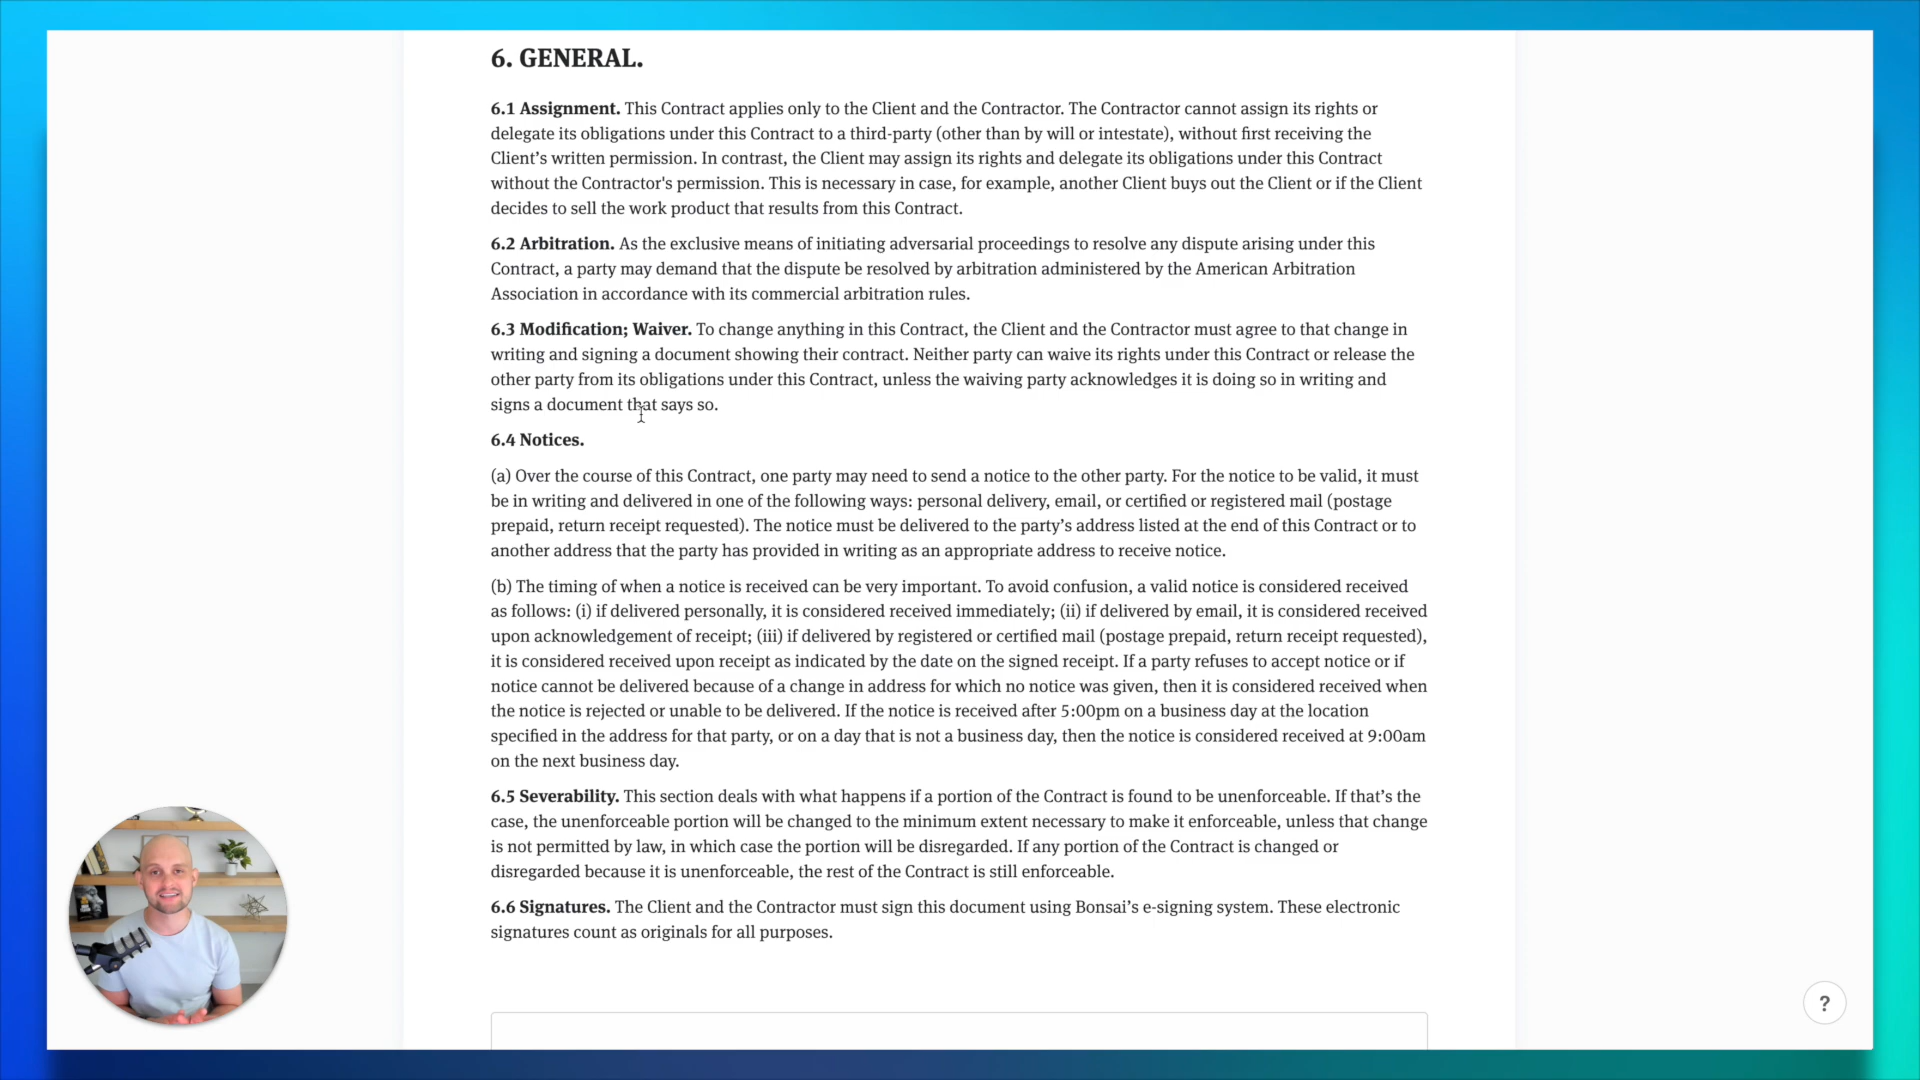 6. GENERAL.
6.1 Assignment. This Contract applies only to the Client and the Contractor. The Contractor cannot assign its rights or
delegate its obligations under this Contract to a third-party (other than by will or intestate), without first receiving the
Client’s written permission. In contrast, the Client may assign its rights and delegate its obligations under this Contract
without the Contractor's permission. This is necessary in case, for example, another Client buys out the Client or if the Client
decides to sell the work product that results from this Contract.
6.2 Arbitration. As the exclusive means of initiating adversarial proceedings to resolve any dispute arising under this
Contract, a party may demand that the dispute be resolved by arbitration administered by the American Arbitration
Association in accordance with its commercial arbitration rules.
6.3 Modification; Waiver. To change anything in this Contract, the Client and the Contractor must agree to that change in
writing and signing a document showing their contract. Neither party can waive its rights under this Contract or release the
other party from its obligations under this Contract, unless the waiving party acknowledges it is doing so in writing and
signs a document that says so.
6.4 Notices.
(a) Over the course of this Contract, one party may need to send a notice to the other party. For the notice to be valid, it must
be in writing and delivered in one of the following ways: personal delivery, email, or certified or registered mail (postage
prepaid, return receipt requested). The notice must be delivered to the party’s address listed at the end of this Contract or to
another address that the party has provided in writing as an appropriate address to receive notice.
(b) The timing of when a notice is received can be very important. To avoid confusion, a valid notice is considered received
as follows: (i) if delivered personally, it is considered received immediately; (ii) if delivered by email, it is considered received
upon acknowledgement of receipt; (iii) if delivered by registered or certified mail (postage prepaid, return receipt requested),
it is considered received upon receipt as indicated by the date on the signed receipt. If a party refuses to accept notice or if
notice cannot be delivered because of a change in address for which no notice was given, then it is considered received when
the notice is rejected or unable to be delivered. If the notice is received after 5:00pm on a business day at the location
specified in the address for that party, or on a day that is not a business day, then the notice is considered received at 9:00am
on the next business day.
6.5 Severability. This section deals with what happens if a portion of the Contract is found to be unenforceable. If that’s the
case, the unenforceable portion will be changed to the minimum extent necessary to make it enforceable, unless that change
is not permitted by law, in which case the portion will be disregarded. If any portion of the Contract is changed or
disregarded because it is unenforceable, the rest of the Contract is still enforceable.
6.6 Signatures. The Client and the Contractor must sign this document using Bonsai’s e-signing system. These electronic
signatures count as originals for all purposes.
?